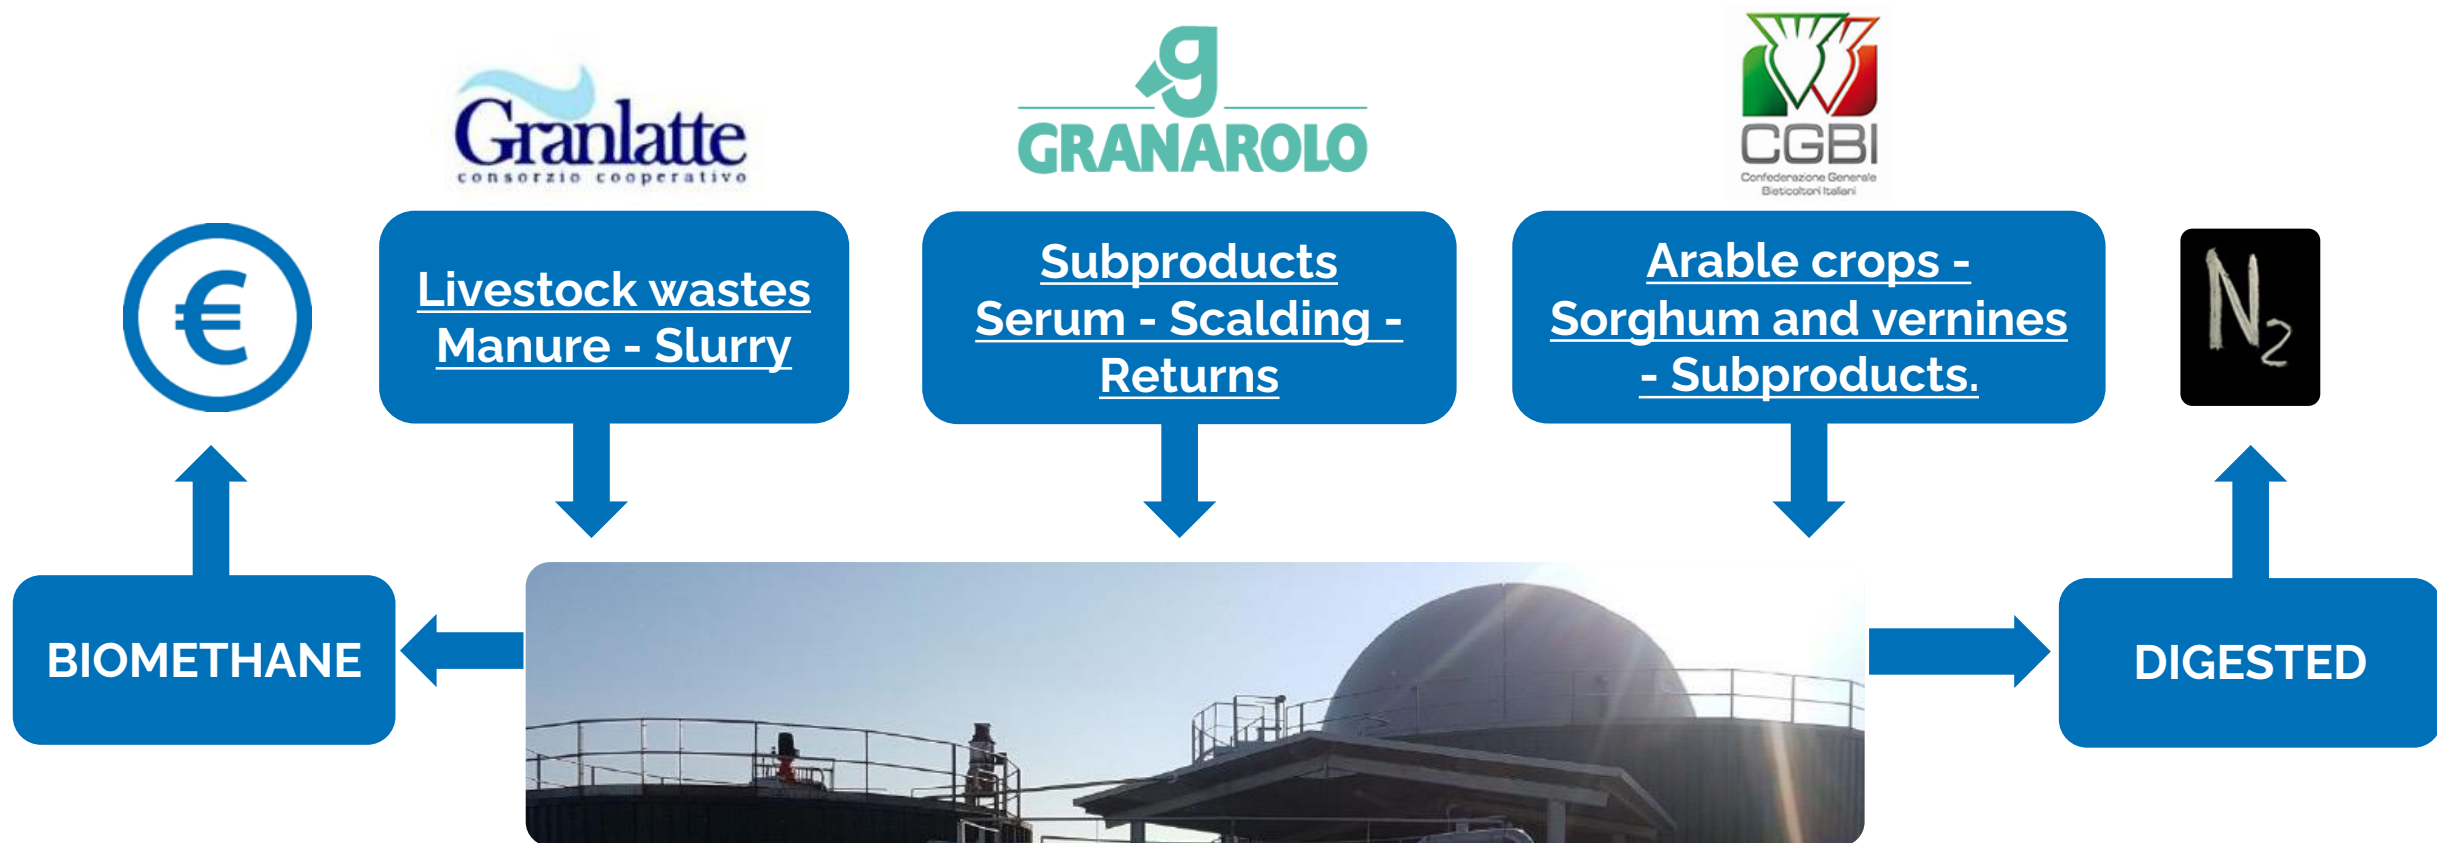 Granlatte
consorzio cooperativo
g
GRANAROLO
CGBI
Confederazione Generale
Bieticoltori Italiani
€
Livestock wastes
Manure - Slurry
Subproducts
Serum - Scalding -
Returns
Arable crops -
Sorghum and vernines
- Subproducts.
N2
BIOMETHANE
DIGESTED